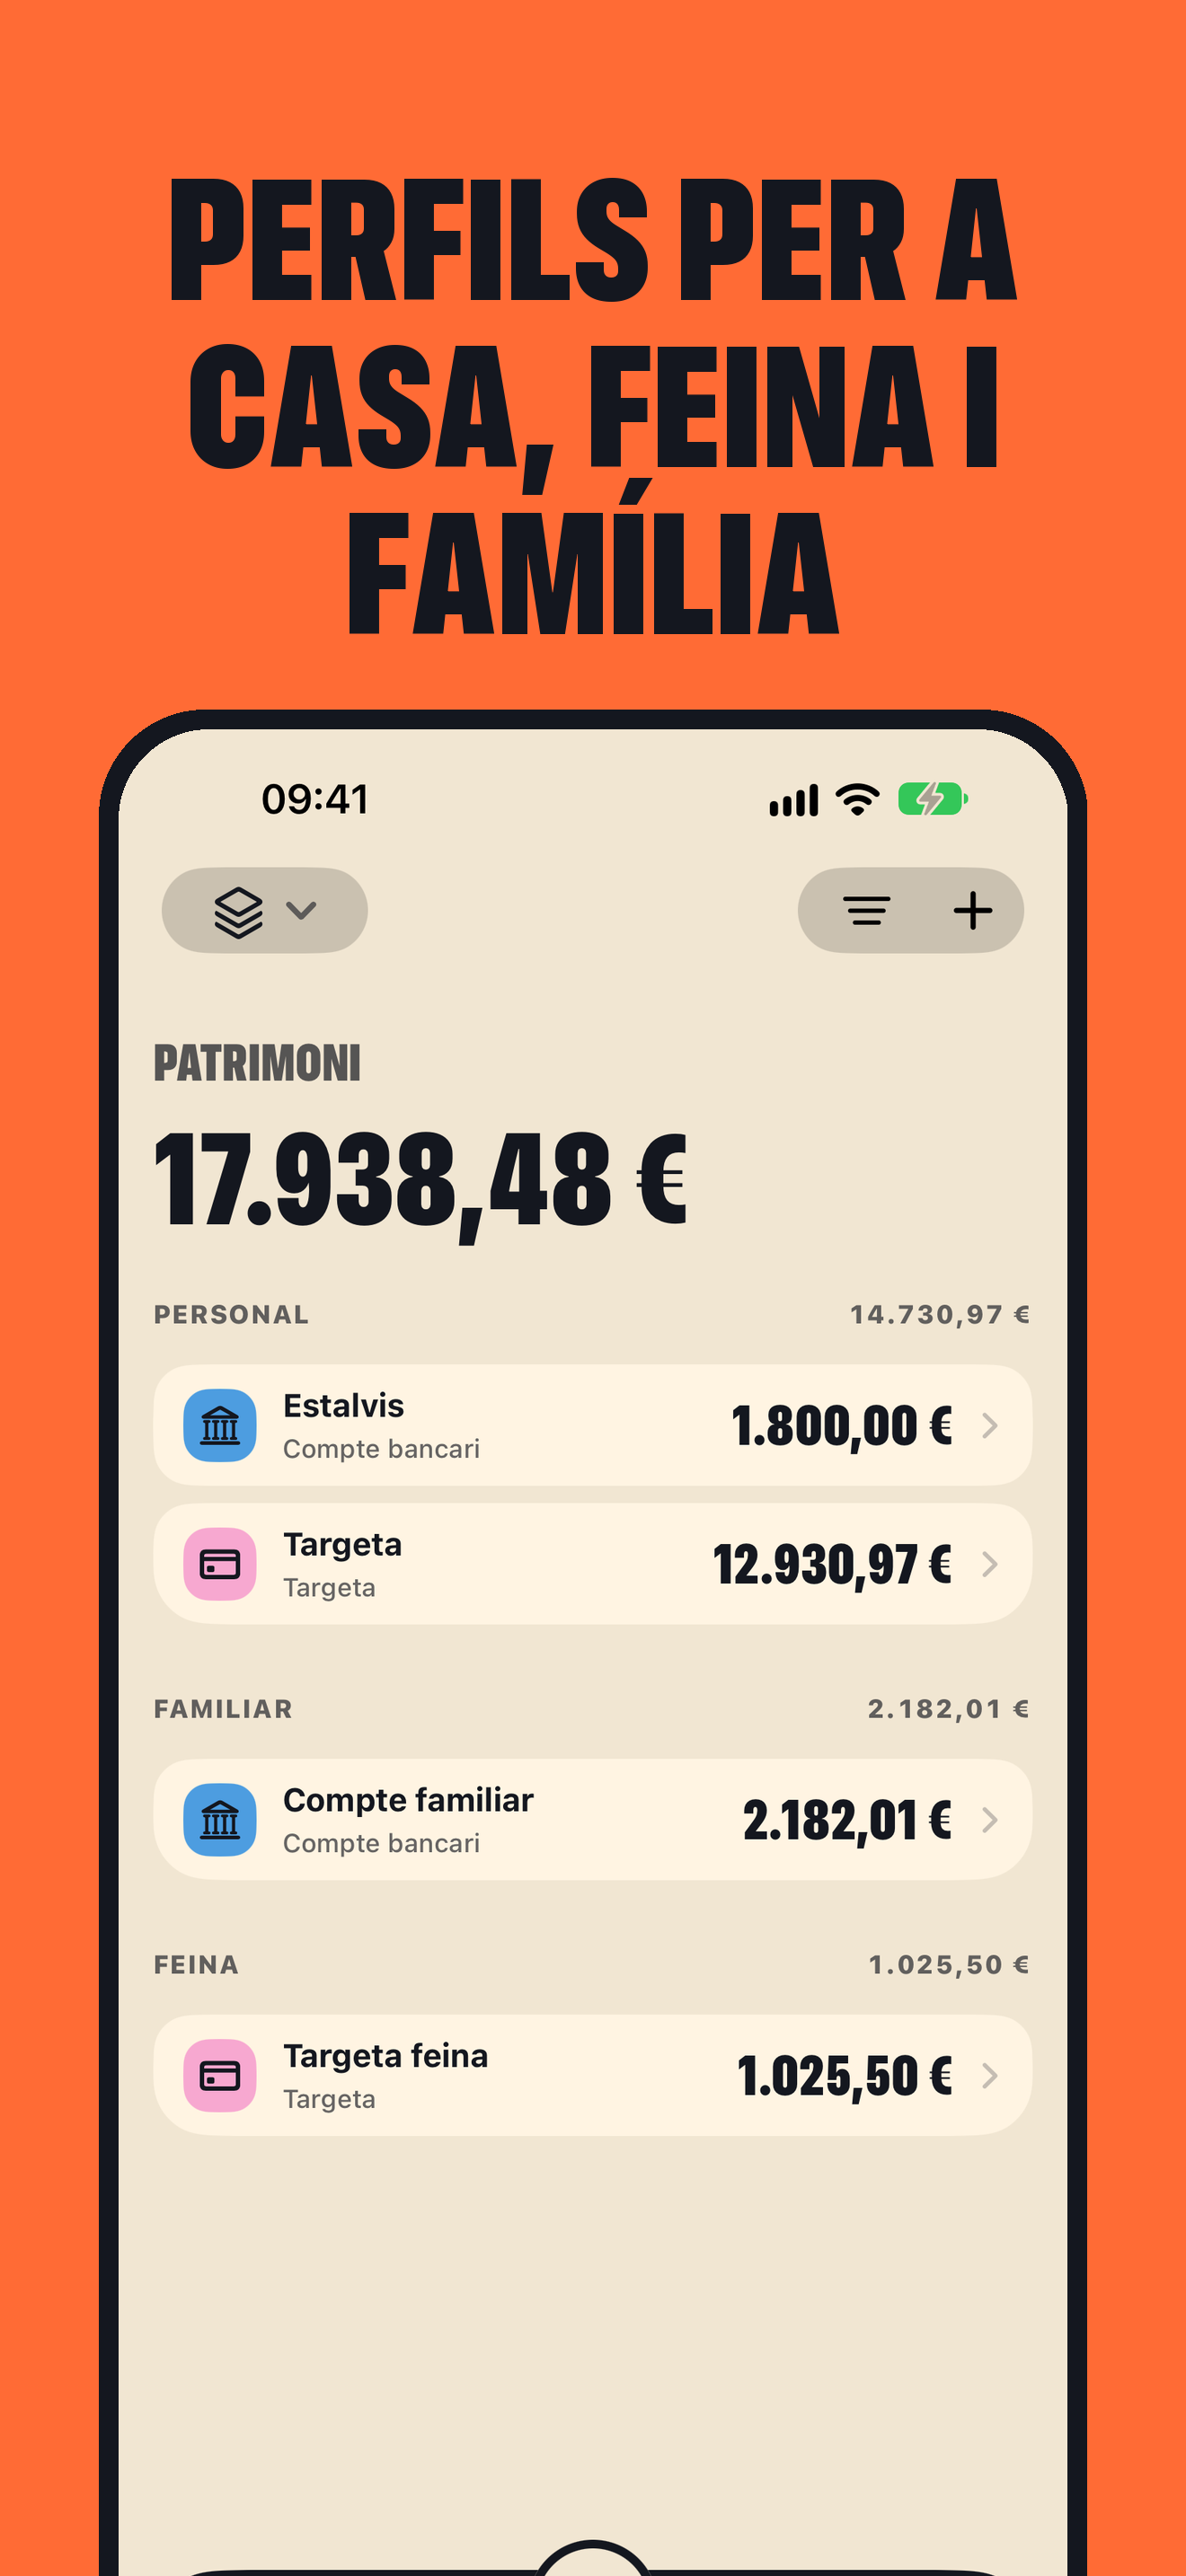 PERFILS PER A
CASA, FEINA I
FAMÍLIA
09:41
PATRIMONI
17.938,48 €
PERSONAL 14.730,97 €
Estalvis
Compte bancari
1.800,00 €
Targeta
Targeta
12.930,97 €
FAMILIAR 2.182,01 €
Compte familiar
Compte bancari
2.182,01 €
FEINA 1.025,50 €
Targeta feina
Targeta
1.025,50 €